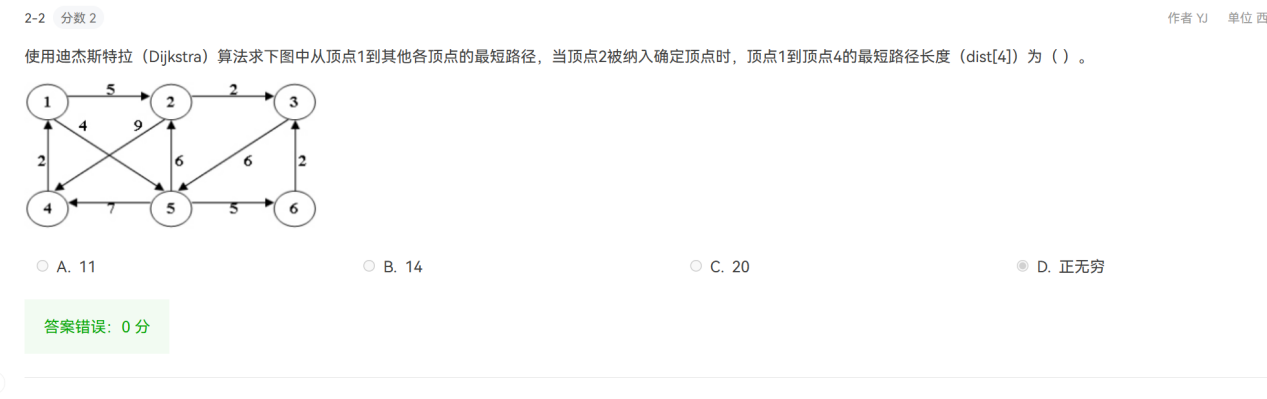 2-2 分数 2 作者 YJ 单位 西
使用迪杰斯特拉（Dijkstra）算法求下图中从顶点1到其他各顶点的最短路径，当顶点2被纳入确定顶点时，顶点1到顶点4的最短路径长度（dist[4]）为（ ）。
5 2
1 2 3
4 9
2 6 6 2
4 7 5 5 6
A. 11 B. 14 C. 20 D. 正无穷
答案错误：0 分